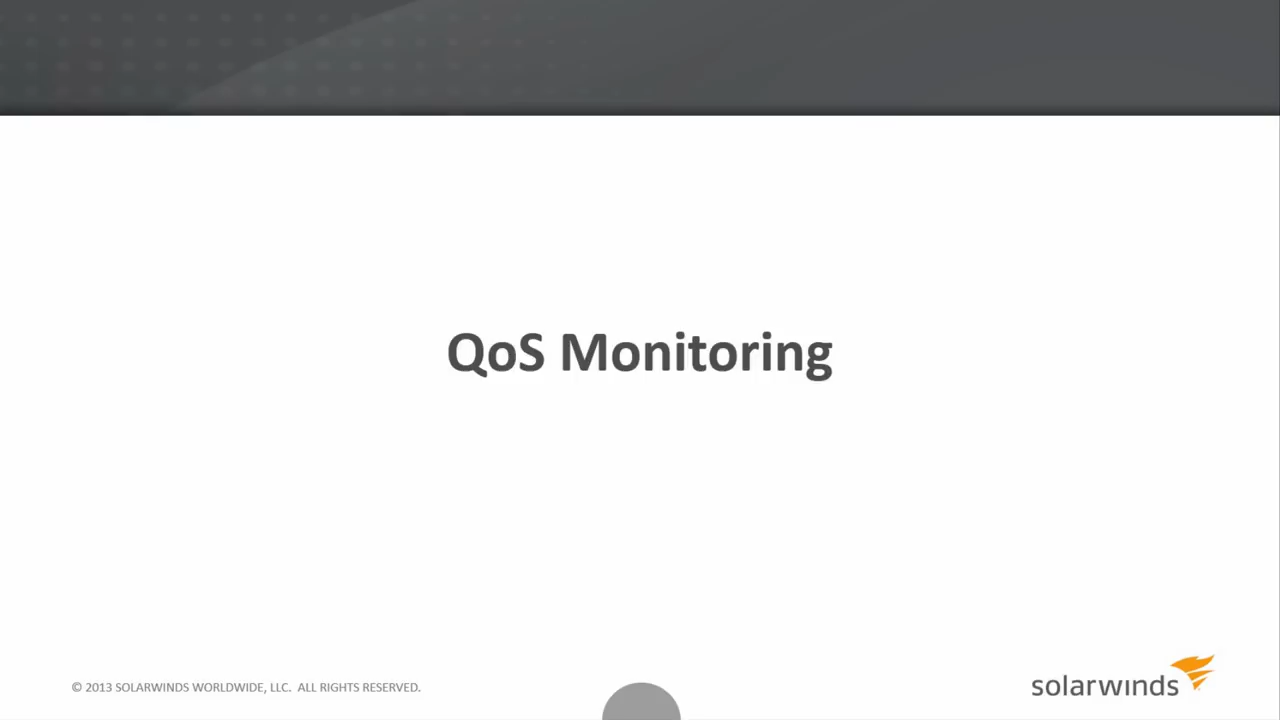 QoS Monitoring
© 2013 SOLARWINDS WORLDWIDE, LLC.  ALL RIGHTS RESERVED.
solarwinds